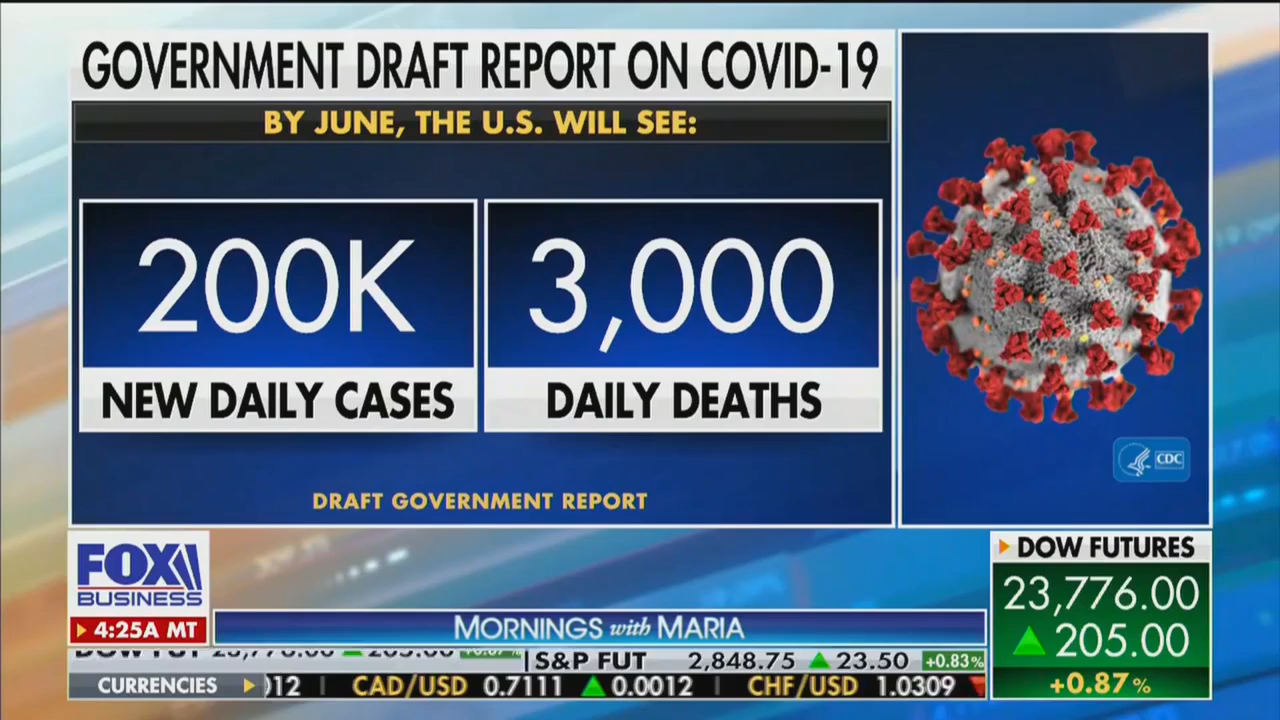 GOVERNMENT DRAFT REPORT ON COVID-19
BY JUNE, THE U.S. WILL SEE:
200K
NEW DAILY CASES
3,000
DAILY DEATHS
DRAFT GOVERNMENT REPORT
CDC
FOX
BUSINESS
4:25A MT
MORNINGS with MARIA
DOW FUTURES
23,776.00
▲ 205.00
+0.87%
S&P FUT 2,848.75 ▲ 23.50 +0.83%
CURRENCIES 12 CAD/USD 0.7111 ▲ 0.0012 CHF/USD 1.0309 ▼